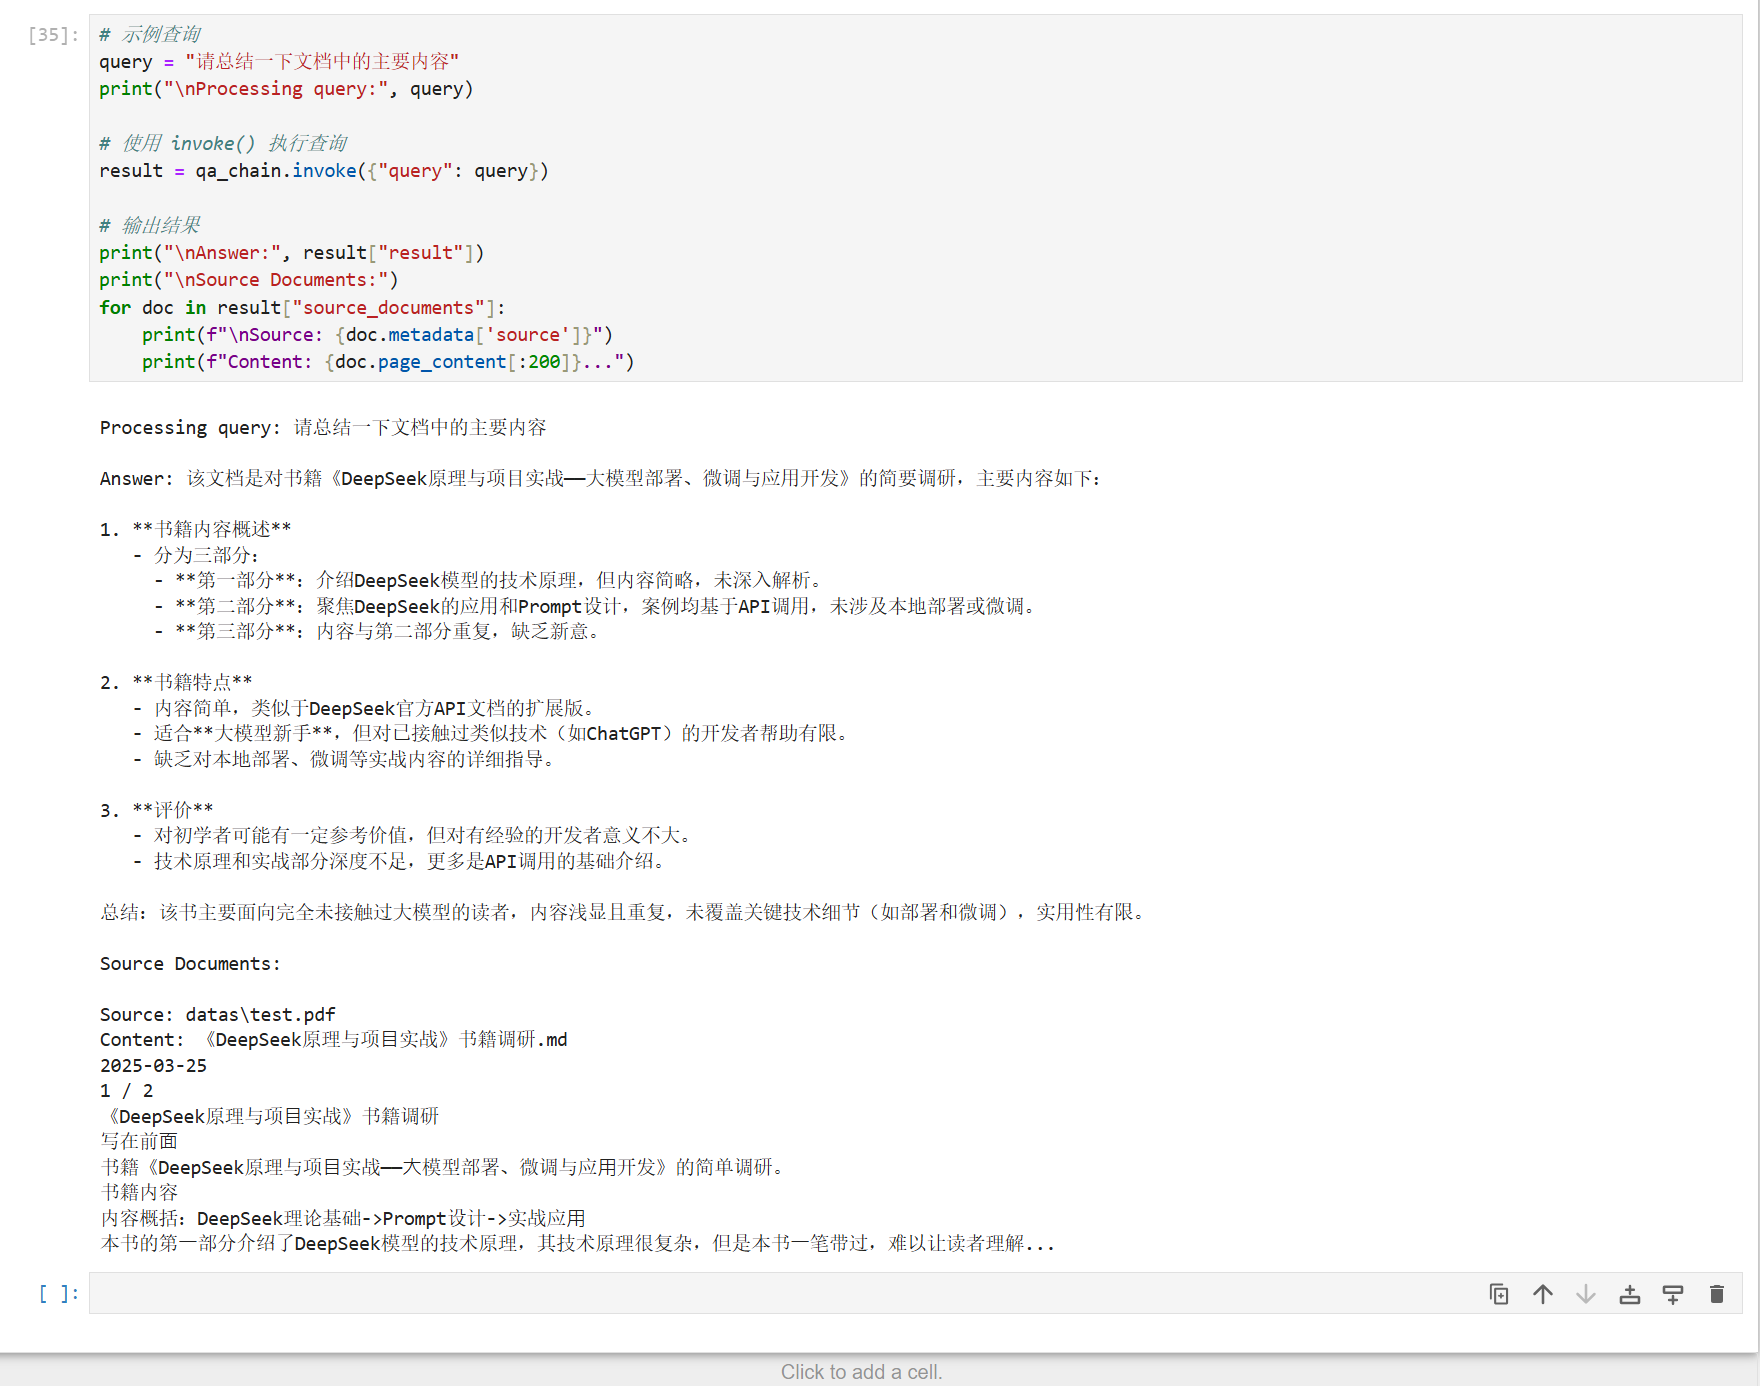 [35]:
# 示例查询
query = "请总结一下文档中的主要内容"
print("\nProcessing query:", query)
# 使用 invoke() 执行查询
result = qa_chain.invoke({"query": query})
# 输出结果
print("\nAnswer:", result["result"])
print("\nSource Documents:")
for doc in result["source_documents"]:
    print(f"\nSource: {doc.metadata['source']}")
    print(f"Content: {doc.page_content[:200]}...")
Processing query: 请总结一下文档中的主要内容
Answer: 该文档是对书籍《DeepSeek原理与项目实战——大模型部署、微调与应用开发》的简要调研，主要内容如下：
1. **书籍内容概述**
   - 分为三部分：
     - **第一部分**：介绍DeepSeek模型的技术原理，但内容简略，未深入解析。
     - **第二部分**：聚焦DeepSeek的应用和Prompt设计，案例均基于API调用，未涉及本地部署或微调。
     - **第三部分**：内容与第二部分重复，缺乏新意。
2. **书籍特点**
   - 内容简单，类似于DeepSeek官方API文档的扩展版。
   - 适合**大模型新手**，但对已接触过类似技术（如ChatGPT）的开发者帮助有限。
   - 缺乏对本地部署、微调等实战内容的详细指导。
3. **评价**
   - 对初学者可能有一定参考价值，但对有经验的开发者意义不大。
   - 技术原理和实战部分深度不足，更多是API调用的基础介绍。
总结：该书主要面向完全未接触过大模型的读者，内容浅显且重复，未覆盖关键技术细节（如部署和微调），实用性有限。
Source Documents:
Source: datas\test.pdf
Content: 《DeepSeek原理与项目实战》书籍调研.md
2025-03-25
1 / 2
《DeepSeek原理与项目实战》书籍调研
写在前面
书籍《DeepSeek原理与项目实战——大模型部署、微调与应用开发》的简单调研。
书籍内容
内容概括：DeepSeek理论基础->Prompt设计->实战应用
本书的第一部分介绍了DeepSeek模型的技术原理，其技术原理很复杂，但是本书一笔带过，难以让读者理解...
[ ]:
Click to add a cell.